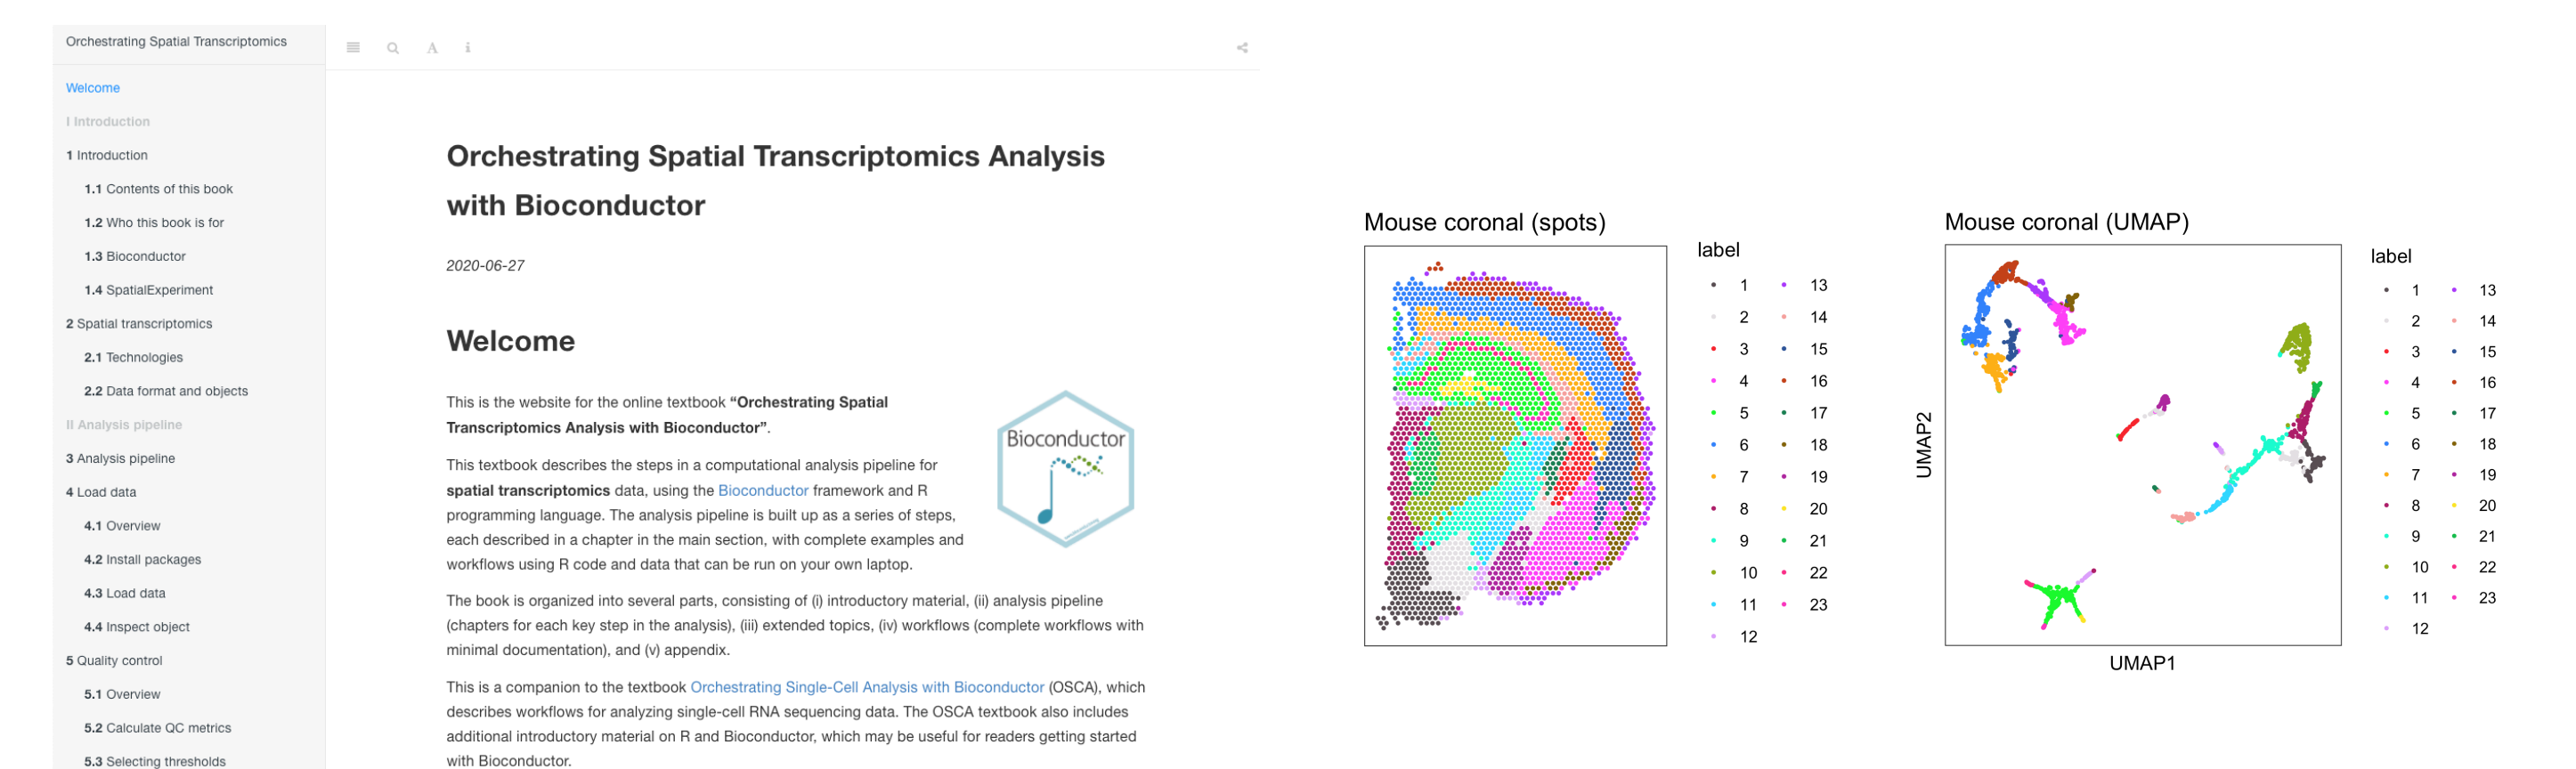 Orchestrating Spatial Transcriptomics
Welcome
I Introduction
1 Introduction
1.1 Contents of this book
1.2 Who this book is for
1.3 Bioconductor
1.4 SpatialExperiment
2 Spatial transcriptomics
2.1 Technologies
2.2 Data format and objects
II Analysis pipeline
3 Analysis pipeline
4 Load data
4.1 Overview
4.2 Install packages
4.3 Load data
4.4 Inspect object
5 Quality control
5.1 Overview
5.2 Calculate QC metrics
5.3 Selecting thresholds
A
i
Orchestrating Spatial Transcriptomics Analysis
with Bioconductor
2020-06-27
Welcome
This is the website for the online textbook “Orchestrating Spatial
Transcriptomics Analysis with Bioconductor”.
This textbook describes the steps in a computational analysis pipeline for
spatial transcriptomics data, using the Bioconductor framework and R
programming language. The analysis pipeline is built up as a series of steps,
each described in a chapter in the main section, with complete examples and
workflows using R code and data that can be run on your own laptop.
Bioconductor
The book is organized into several parts, consisting of (i) introductory material, (ii) analysis pipeline
(chapters for each key step in the analysis), (iii) extended topics, (iv) workflows (complete workflows with
minimal documentation), and (v) appendix.
This is a companion to the textbook Orchestrating Single-Cell Analysis with Bioconductor (OSCA), which
describes workflows for analyzing single-cell RNA sequencing data. The OSCA textbook also includes
additional introductory material on R and Bioconductor, which may be useful for readers getting started
with Bioconductor.
Mouse coronal (spots)
label
1 13
2 14
3 15
4 16
5 17
6 18
7 19
8 20
9 21
10 22
11 23
12
Mouse coronal (UMAP)
UMAP2
UMAP1
label
1 13
2 14
3 15
4 16
5 17
6 18
7 19
8 20
9 21
10 22
11 23
12